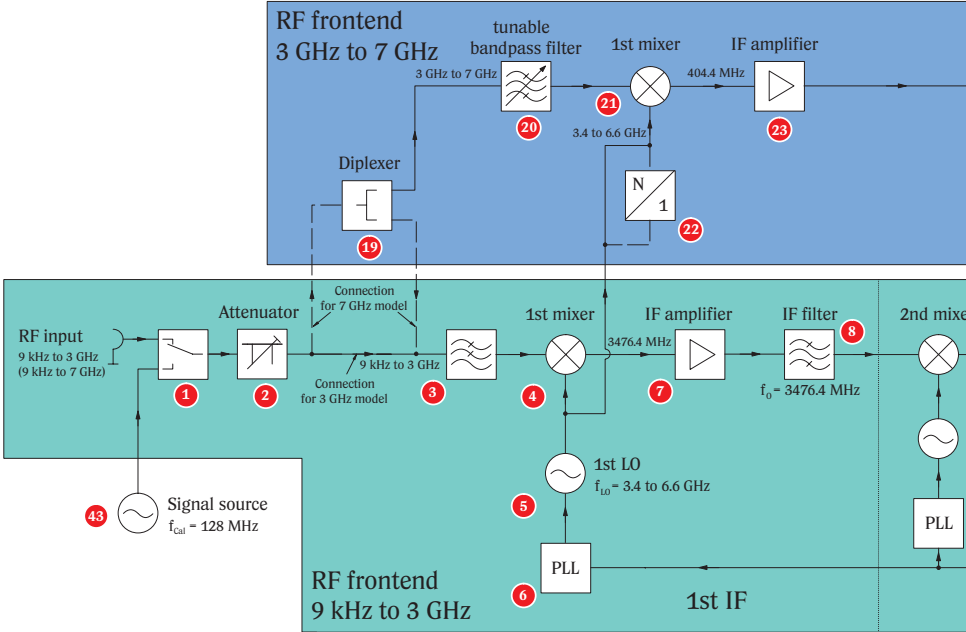 RF frontend
3 GHz to 7 GHz
tunable
bandpass filter
1st mixer
IF amplifier
3 GHz to 7 GHz
404.4 MHz
21
20
23
3.4 to 6.6 GHz
Diplexer
N
1
19
22
Connection
for 7 GHz model
Attenuator
1st mixer
IF amplifier
IF filter
8
2nd mixe
RF input
9 kHz to 3 GHz
(9 kHz to 7 GHz)
3476.4 MHz
9 kHz to 3 GHz
Connection
for 3 GHz model
1
2
3
4
7
f₀ = 3476.4 MHz
1st LO
fLO = 3.4 to 6.6 GHz
43
Signal source
fCal = 128 MHz
5
PLL
PLL
6
RF frontend
9 kHz to 3 GHz
1st IF